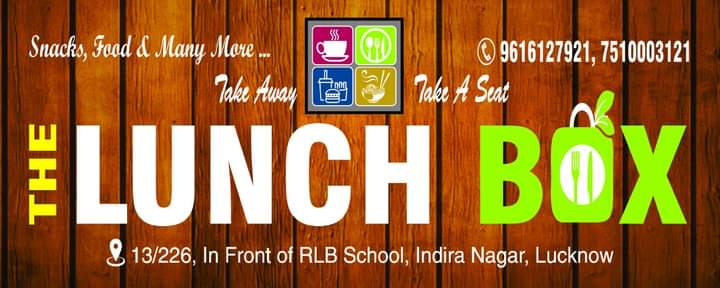 Snacks, Food & Many More ...
9616127921, 7510003121
Take Away
Take A Seat
THE LUNCH BOX
13/226, In Front of RLB School, Indira Nagar, Lucknow